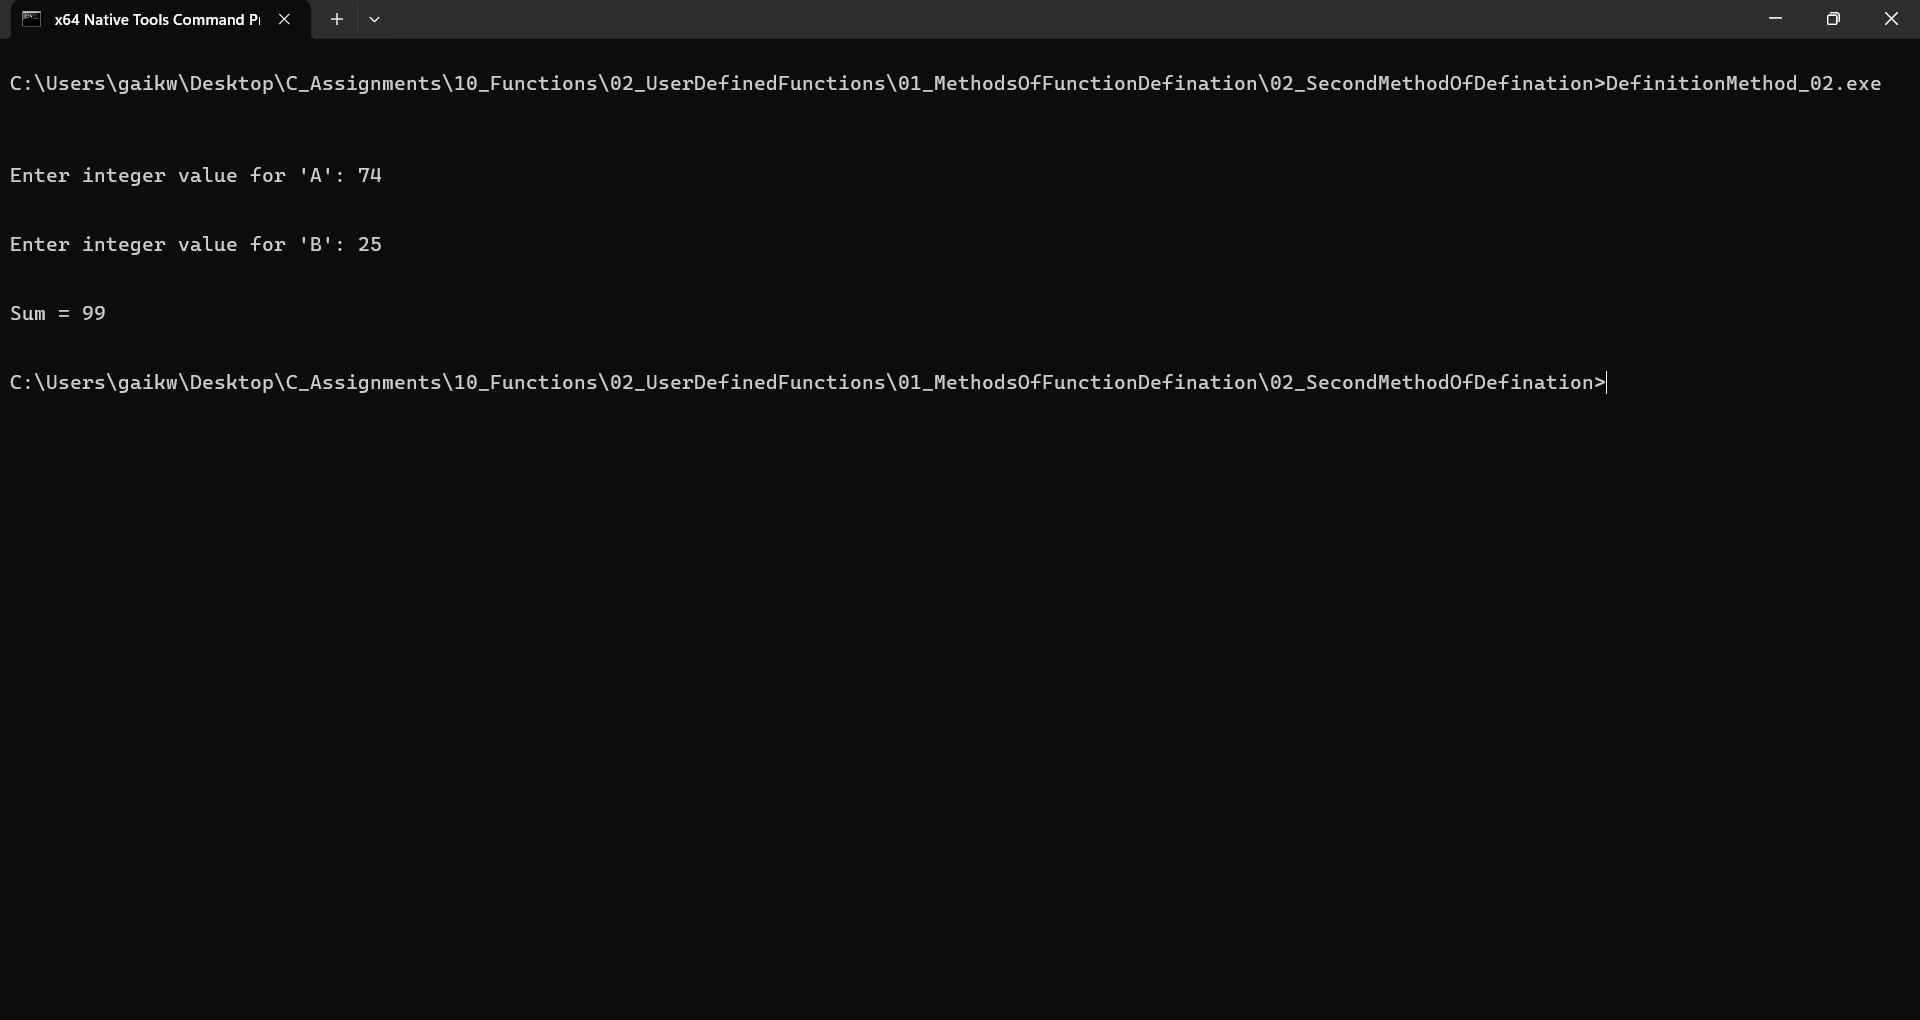 x64 Native Tools Command P
C:\Users\gaikw\Desktop\C_Assignments\10_Functions\02_UserDefinedFunctions\01_MethodsOfFunctionDefination\02_SecondMethodOfDefination>DefinitionMethod_02.exe
Enter integer value for 'A': 74
Enter integer value for 'B': 25
Sum = 99
C:\Users\gaikw\Desktop\C_Assignments\10_Functions\02_UserDefinedFunctions\01_MethodsOfFunctionDefination\02_SecondMethodOfDefination>